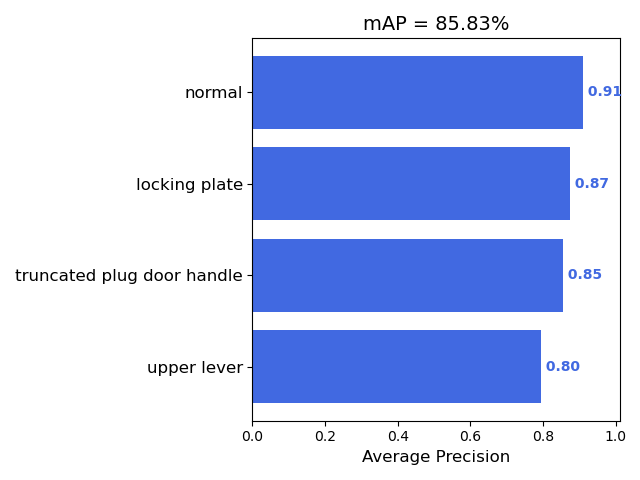 mAP = 85.83%
normal
0.91
locking plate
0.87
truncated plug door handle
0.85
upper lever
0.80
0.0 0.2 0.4 0.6 0.8 1.0
Average Precision